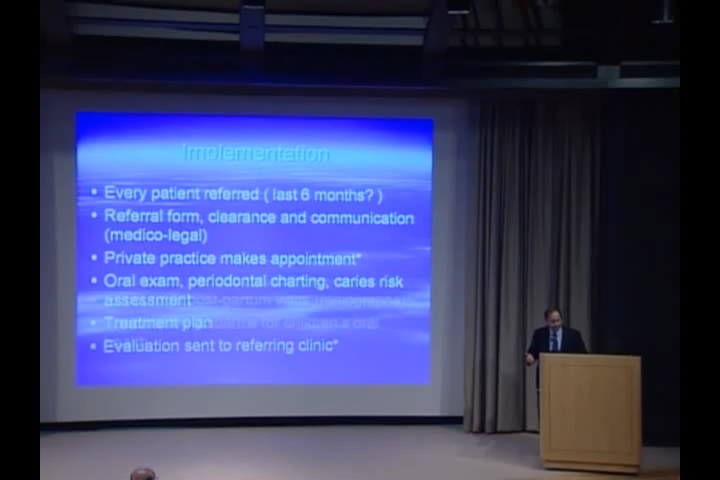 Implementation
• Every patient referred ( last 6 months? )
• Referral form, clearance and communication
(medico-legal)
• Private practice makes appointment*
• Oral exam, periodontal charting, caries risk
assessment
• Treatment plan
• Evaluation sent to referring clinic*